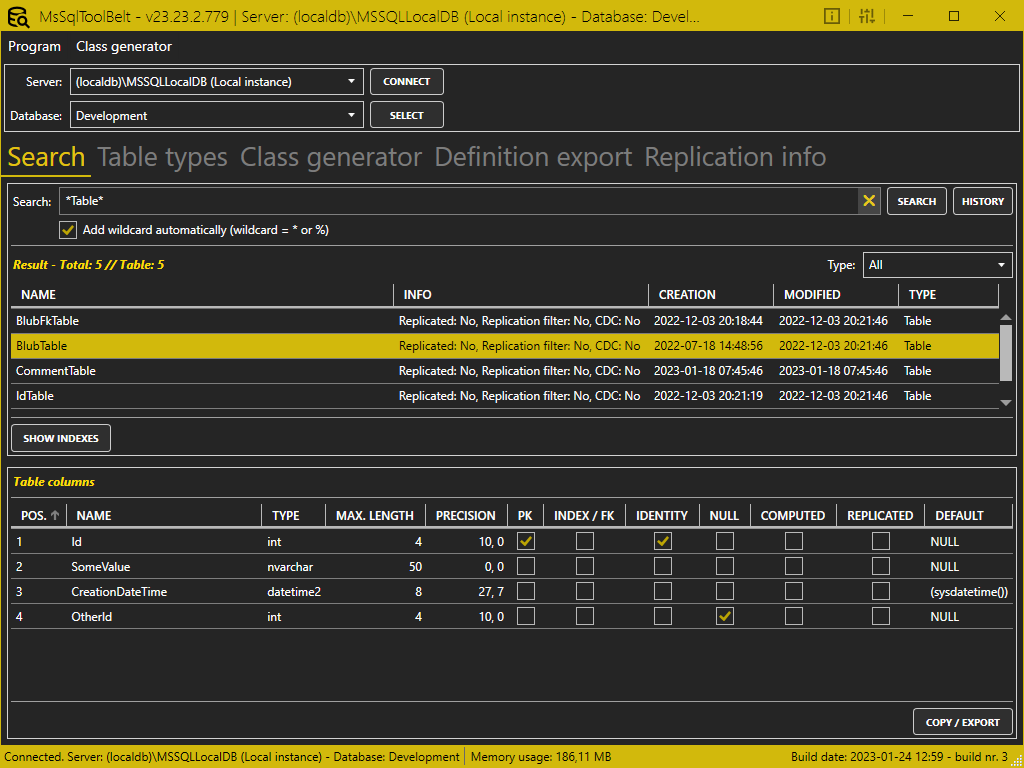 MsSqlToolBelt - v23.23.2.779 | Server: (localdb)\MSSQLLocalDB (Local instance) - Database: Devel...
Program Class generator
Server: (localdb)\MSSQLLocalDB (Local instance) CONNECT
Database: Development SELECT
Search Table types Class generator Definition export Replication info
Search: *Table* SEARCH HISTORY
Add wildcard automatically (wildcard = * or %)
Result - Total: 5 // Table: 5 Type: All
NAME INFO CREATION MODIFIED TYPE
BlubFkTable Replicated: No, Replication filter: No, CDC: No 2022-12-03 20:18:44 2022-12-03 20:21:46 Table
BlubTable Replicated: No, Replication filter: No, CDC: No 2022-07-18 14:48:56 2022-12-03 20:21:46 Table
CommentTable Replicated: No, Replication filter: No, CDC: No 2023-01-18 07:45:46 2023-01-18 07:45:46 Table
IdTable Replicated: No, Replication filter: No, CDC: No 2022-12-03 20:21:19 2022-12-03 20:21:46 Table
SHOW INDEXES
Table columns
POS. NAME TYPE MAX. LENGTH PRECISION PK INDEX / FK IDENTITY NULL COMPUTED REPLICATED DEFAULT
1 Id int 4 10, 0 NULL
2 SomeValue nvarchar 50 0, 0 NULL
3 CreationDateTime datetime2 8 27, 7 (sysdatetime())
4 OtherId int 4 10, 0 NULL
COPY / EXPORT
Connected. Server: (localdb)\MSSQLLocalDB (Local instance) - Database: Development Memory usage: 186,11 MB Build date: 2023-01-24 12:59 - build nr. 3